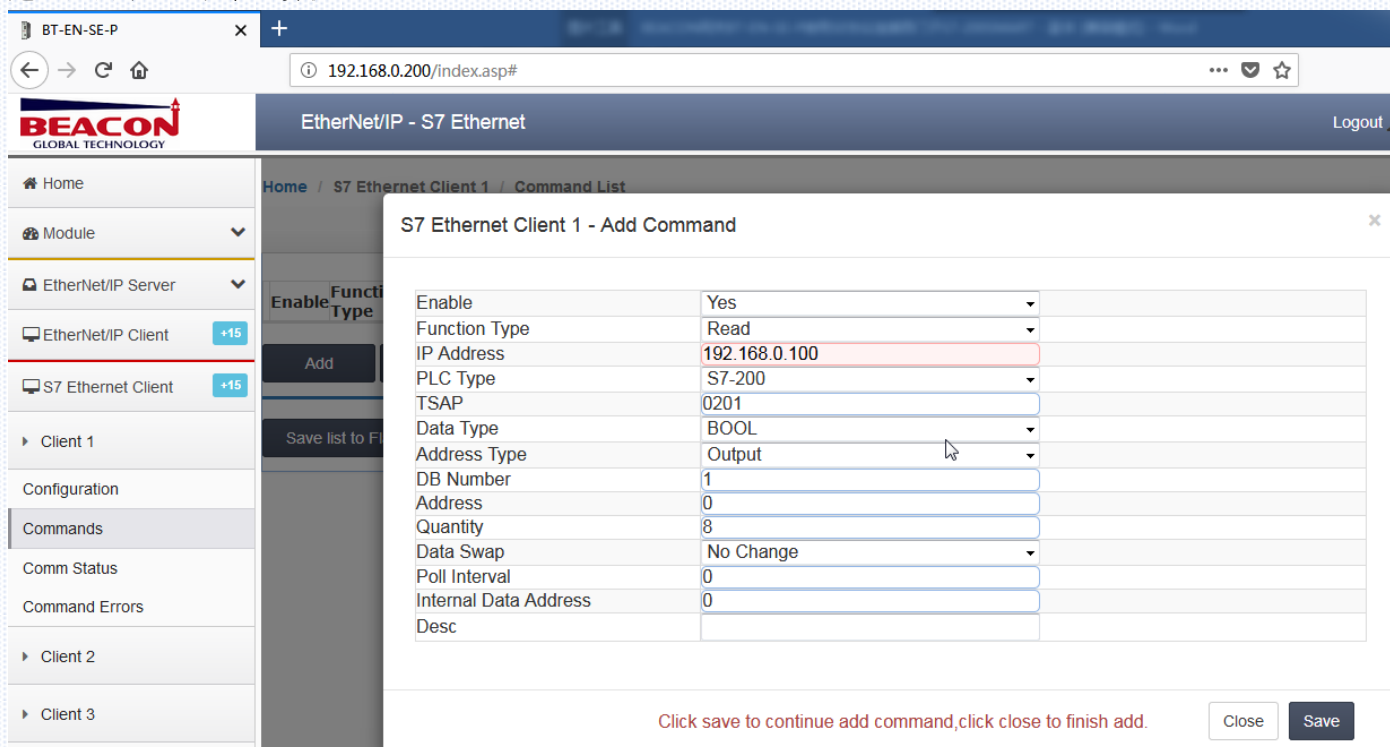 BT-EN-SE-P
192.168.0.200/index.asp#
BEACON
GLOBAL TECHNOLOGY
EtherNet/IP - S7 Ethernet
Logout
Home
Module
EtherNet/IP Server
EtherNet/IP Client +15
S7 Ethernet Client +15
Client 1
Configuration
Commands
Comm Status
Command Errors
Client 2
Client 3
Home / S7 Ethernet Client 1 / Command List
Enable Functi
Type
Add
Save list to Fl
S7 Ethernet Client 1 - Add Command
Enable Yes
Function Type Read
IP Address 192.168.0.100
PLC Type S7-200
TSAP 0201
Data Type BOOL
Address Type Output
DB Number 1
Address 0
Quantity 8
Data Swap No Change
Poll Interval 0
Internal Data Address 0
Desc
Click save to continue add command,click close to finish add.
Close
Save